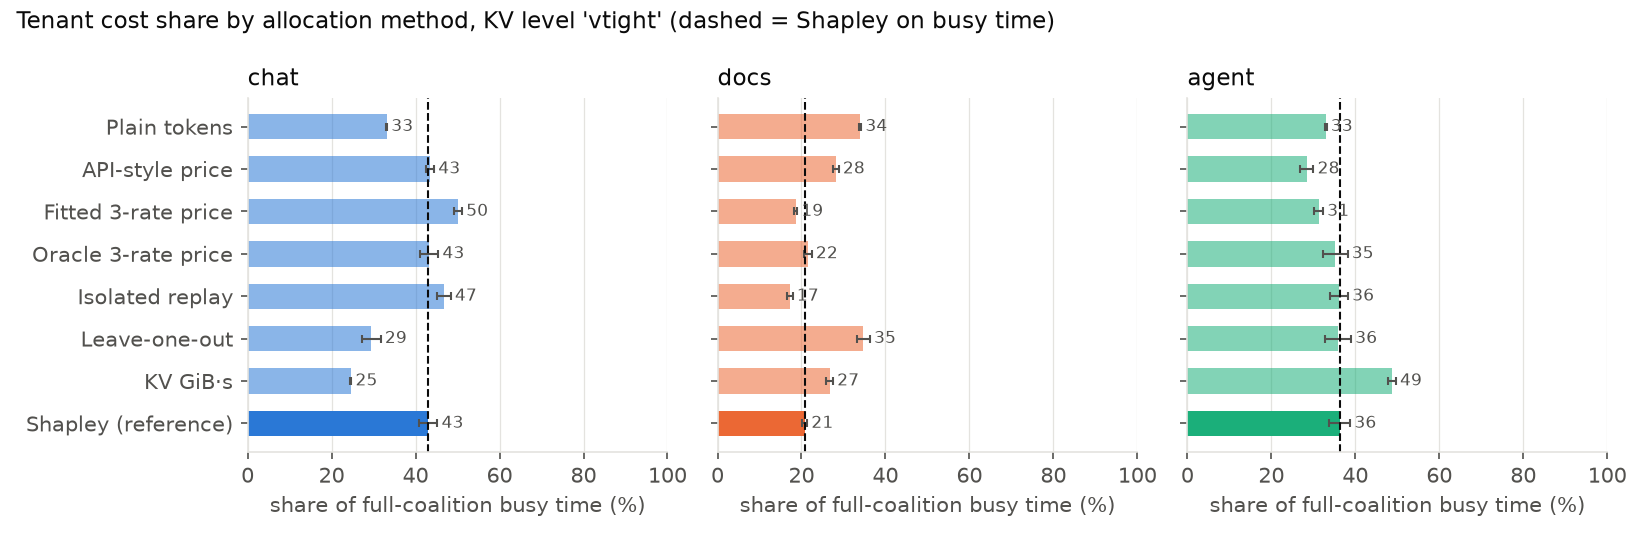 Tenant cost share by allocation method, KV level 'vtight' (dashed = Shapley on busy time)
chat docs agent
Plain tokens 33 34 33
API-style price 43 28 28
Fitted 3-rate price 50 19 31
Oracle 3-rate price 43 22 35
Isolated replay 47 17 36
Leave-one-out 29 35 36
KV GiB·s 25 27 49
Shapley (reference) 43 21 36
0 20 40 60 80 100 0 20 40 60 80 100 0 20 40 60 80 100
share of full-coalition busy time (%) share of full-coalition busy time (%) share of full-coalition busy time (%)